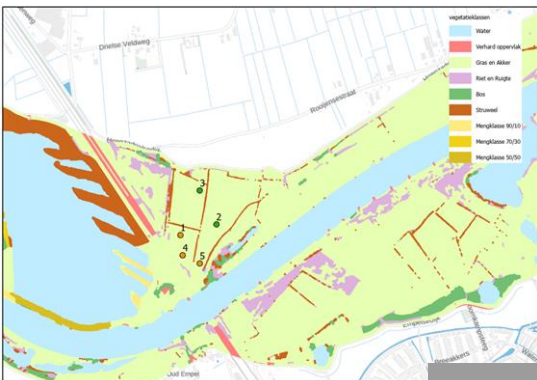 Drielse Veldweg
Rooijensestraat
vegetatieklassen
Water
Verhard oppervlak
Gras en Akker
Riet en Ruigte
Bos
Struweel
Mengklasse 90/10
Mengklasse 70/30
Mengklasse 50/50
3
2
1
4
5
Oud Empel